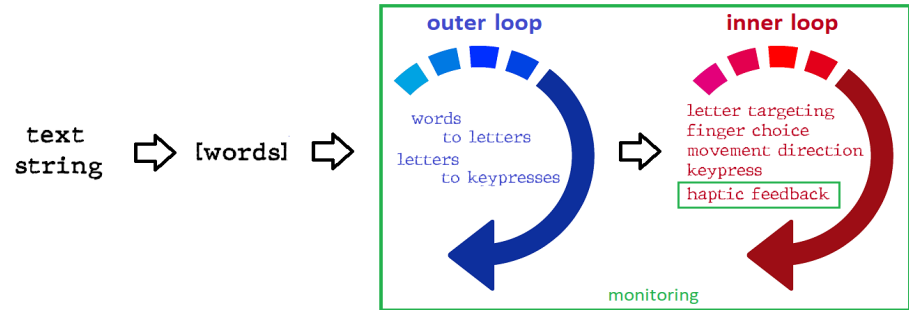 text
string
[words]
outer loop
words
to letters
letters
to keypresses
inner loop
letter targeting
finger choice
movement direction
keypress
haptic feedback
monitoring